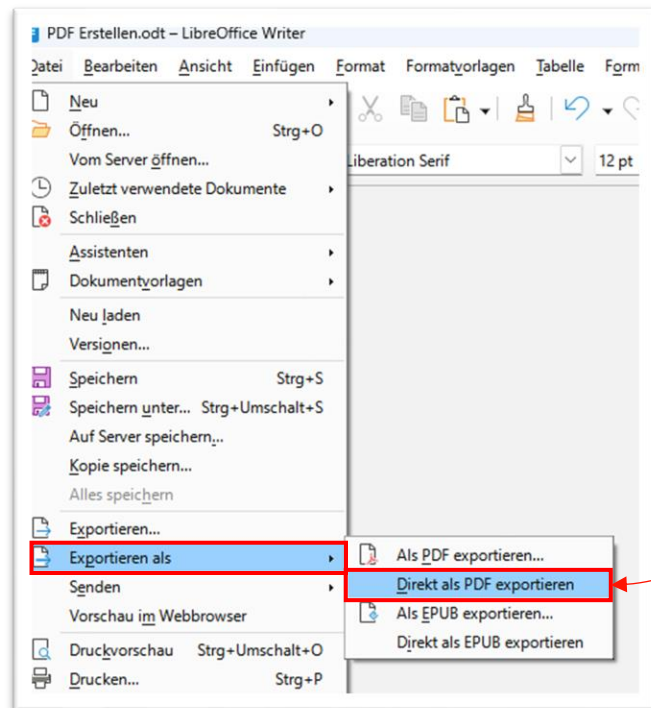 PDF Erstellen.odt – LibreOffice Writer
Datei Bearbeiten Ansicht Einfügen Format Formatvorlagen Tabelle Form
Neu
Öffnen... Strg+O
Vom Server öffnen...
Liberation Serif 12 pt
Zuletzt verwendete Dokumente
Schließen
Assistenten
Dokumentvorlagen
Neu laden
Versionen...
Speichern Strg+S
Speichern unter... Strg+Umschalt+S
Auf Server speichern...
Kopie speichern...
Alles speichern
Exportieren...
Exportieren als
Senden
Vorschau im Webbrowser
Druckvorschau Strg+Umschalt+O
Drucken... Strg+P
Als PDF exportieren...
Direkt als PDF exportieren
Als EPUB exportieren...
Direkt als EPUB exportieren